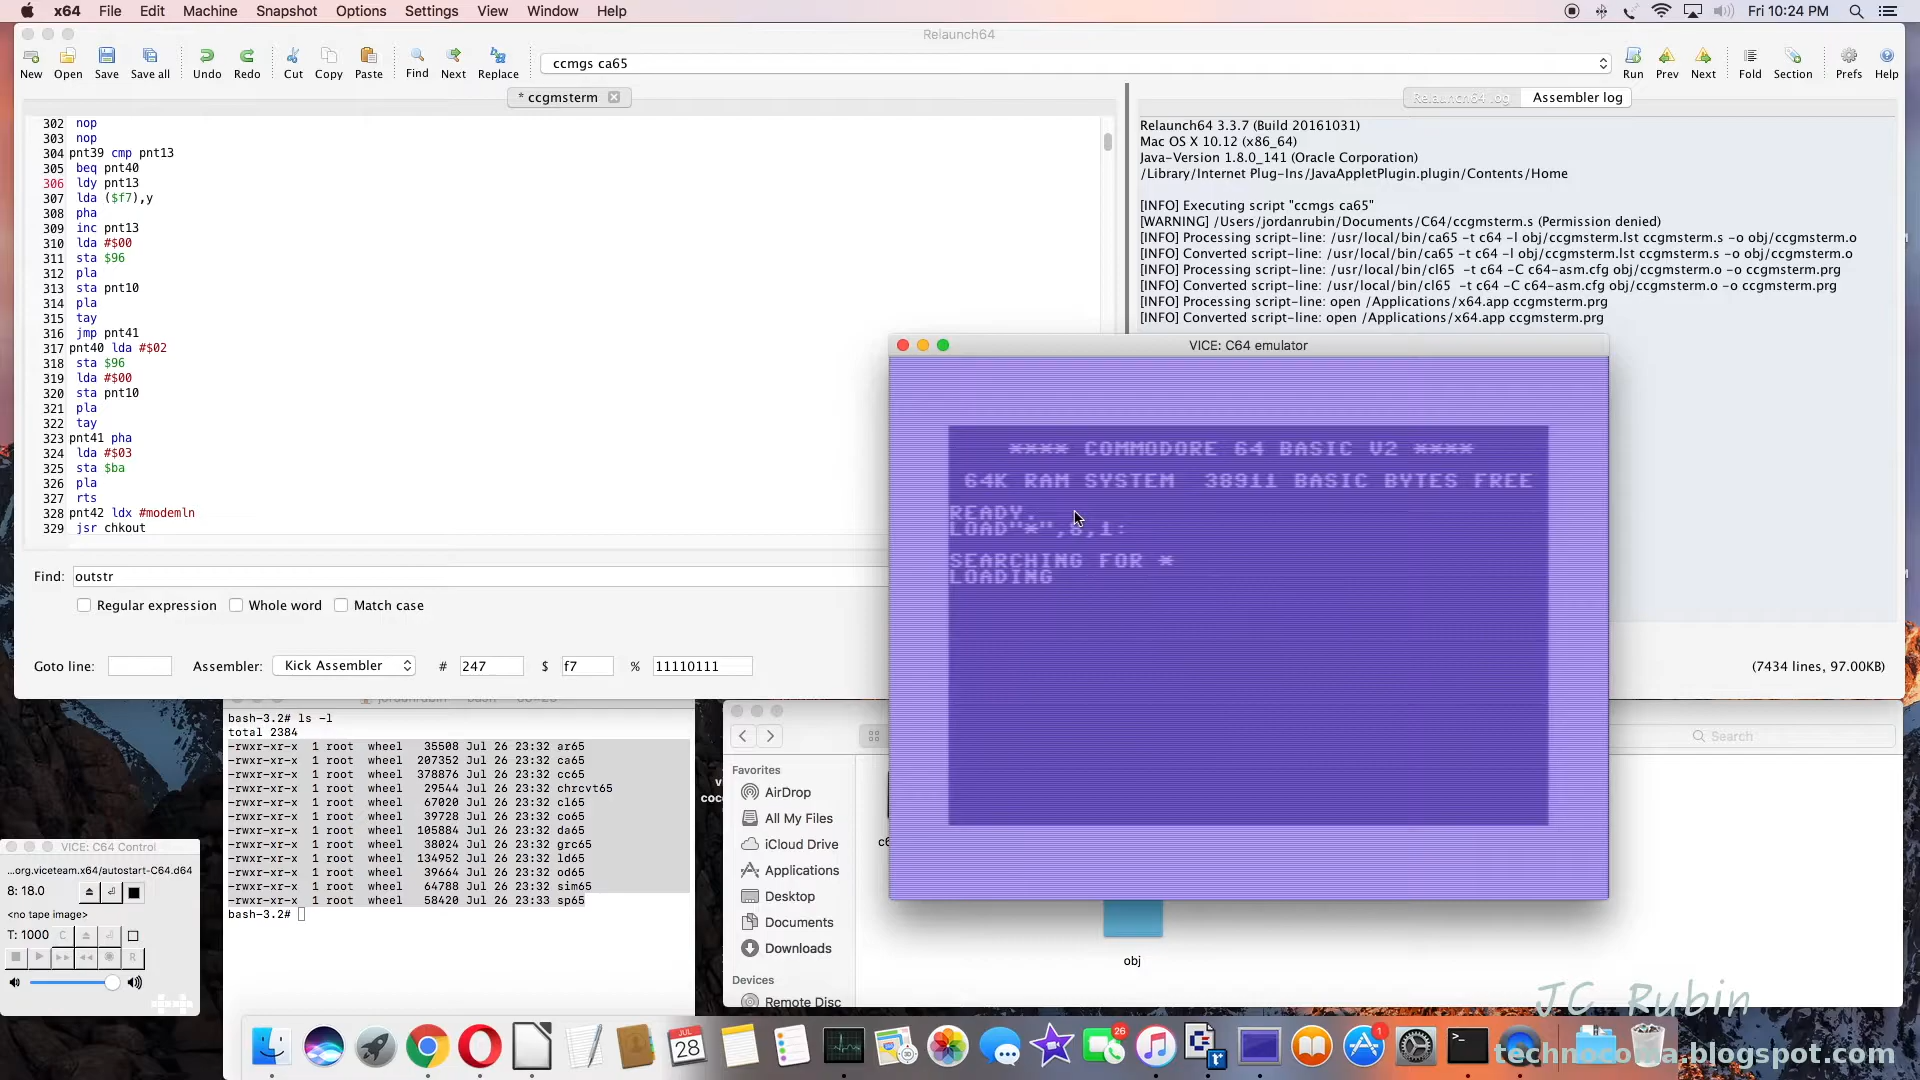 x64 File Edit Machine Snapshot Options Settings View Window Help
Fri 10:24 PM
Relaunch64
New Open Save Save all Undo Redo Cut Copy Paste Find Next Replace
ccmgs ca65
Run Prev Next Fold Section Prefs Help
* ccgmsterm
Relaunch64 log Assembler log
302 nop
303 nop
304 pnt39 cmp pnt13
305 beq pnt40
306 ldy pnt13
307 lda ($f7),y
308 pha
309 inc pnt13
310 lda #$00
311 sta $96
312 pla
313 sta pnt10
314 pla
315 tay
316 jmp pnt41
317 pnt40 lda #$02
318 sta $96
319 lda #$00
320 sta pnt10
321 pla
322 tay
323 pnt41 pha
324 lda #$03
325 sta $ba
326 pla
327 rts
328 pnt42 ldx #modemln
329 jsr chkout
Relaunch64 3.3.7 (Build 20161031)
Mac OS X 10.12 (x86_64)
Java-Version 1.8.0_141 (Oracle Corporation)
/Library/Internet Plug-Ins/JavaAppletPlugin.plugin/Contents/Home
[INFO] Executing script "ccmgs ca65"
[WARNING] /Users/jordanrubin/Documents/C64/ccgmsterm.s (Permission denied)
[INFO] Processing script-line: /usr/local/bin/ca65 -t c64 -l obj/ccgmsterm.lst ccgmsterm.s -o obj/ccgmsterm.o
[INFO] Converted script-line: /usr/local/bin/ca65 -t c64 -l obj/ccgmsterm.lst ccgmsterm.s -o obj/ccgmsterm.o
[INFO] Processing script-line: /usr/local/bin/cl65 -t c64 -C c64-asm.cfg obj/ccgmsterm.o -o ccgmsterm.prg
[INFO] Converted script-line: /usr/local/bin/cl65 -t c64 -C c64-asm.cfg obj/ccgmsterm.o -o ccgmsterm.prg
[INFO] Processing script-line: open /Applications/x64.app ccgmsterm.prg
[INFO] Converted script-line: open /Applications/x64.app ccgmsterm.prg
VICE: C64 emulator
**** COMMODORE 64 BASIC V2 ****
64K RAM SYSTEM 38911 BASIC BYTES FREE
READY.
LOAD"*",8,1:
SEARCHING FOR *
LOADING
Find: outstr
Regular expression Whole word Match case
Goto line: Assembler: Kick Assembler # 247 $ f7 % 11110111
(7434 lines, 97.00KB)
bash-3.2# ls -l
total 2384
-rwxr-xr-x 1 root wheel 35508 Jul 26 23:32 ar65
-rwxr-xr-x 1 root wheel 207352 Jul 26 23:32 ca65
-rwxr-xr-x 1 root wheel 378876 Jul 26 23:32 cc65
-rwxr-xr-x 1 root wheel 29544 Jul 26 23:32 chrcvt65
-rwxr-xr-x 1 root wheel 67020 Jul 26 23:32 cl65
-rwxr-xr-x 1 root wheel 39728 Jul 26 23:32 co65
-rwxr-xr-x 1 root wheel 105884 Jul 26 23:32 da65
-rwxr-xr-x 1 root wheel 38024 Jul 26 23:32 grc65
-rwxr-xr-x 1 root wheel 134952 Jul 26 23:32 ld65
-rwxr-xr-x 1 root wheel 39664 Jul 26 23:32 od65
-rwxr-xr-x 1 root wheel 64788 Jul 26 23:32 sim65
-rwxr-xr-x 1 root wheel 58420 Jul 26 23:33 sp65
bash-3.2#
Search
Favorites
AirDrop
All My Files
iCloud Drive
Applications
Desktop
Documents
Downloads
Devices
Remote Disc
obj
VICE: C64 Control
...org.viceteam.x64/autostart-C64.d64
8: 18.0
<no tape image>
T: 1000
C
R
JUL
28
26
1
JC Rubin
technocoma.blogspot.com